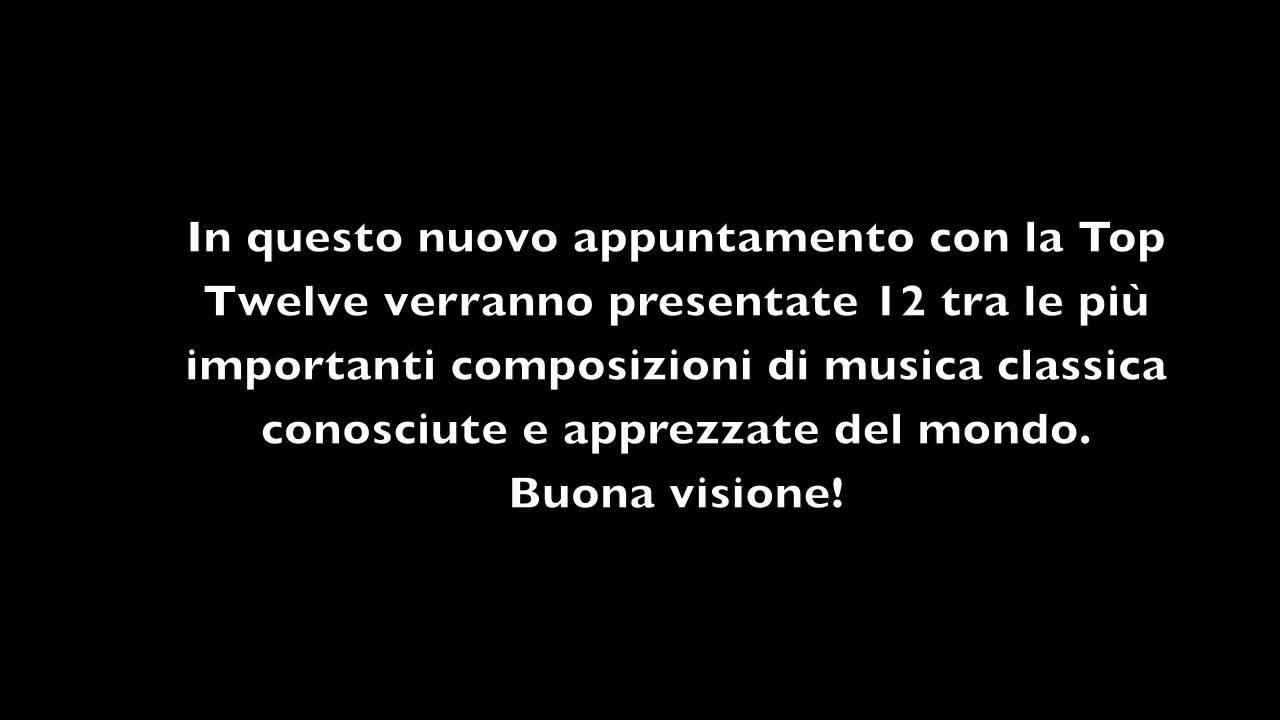 In questo nuovo appuntamento con la Top
Twelve verranno presentate 12 tra le più
importanti composizioni di musica classica
conosciute e apprezzate del mondo.
Buona visione!